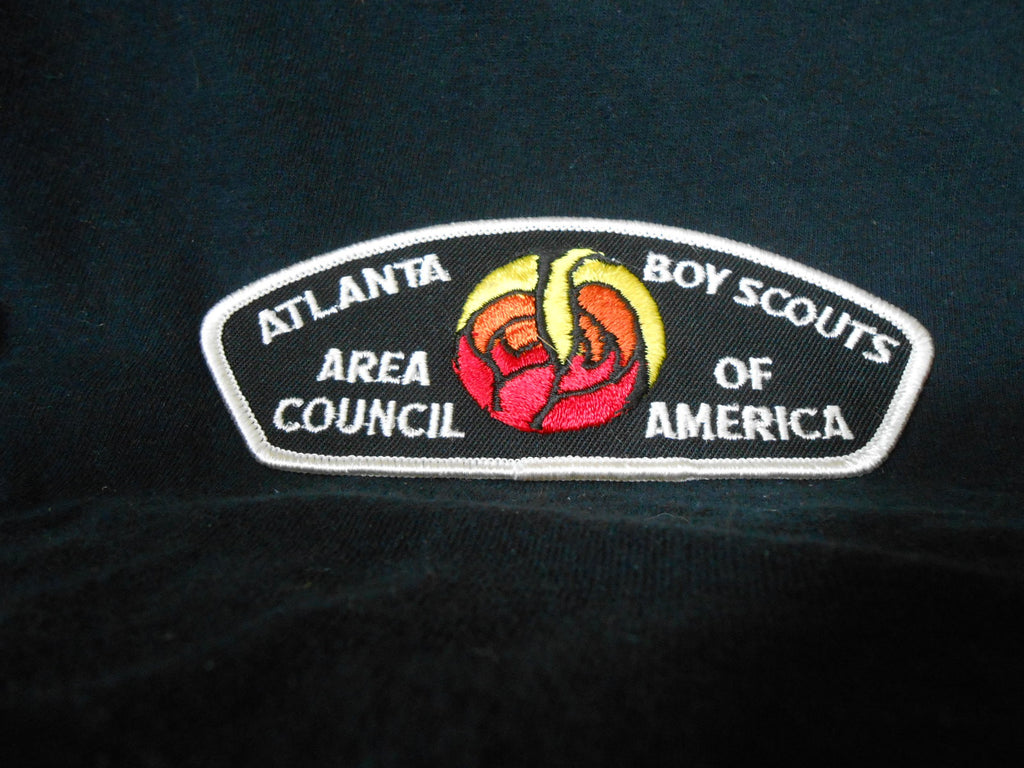 ATLANTA
AREA
COUNCIL
BOY SCOUTS
OF
AMERICA